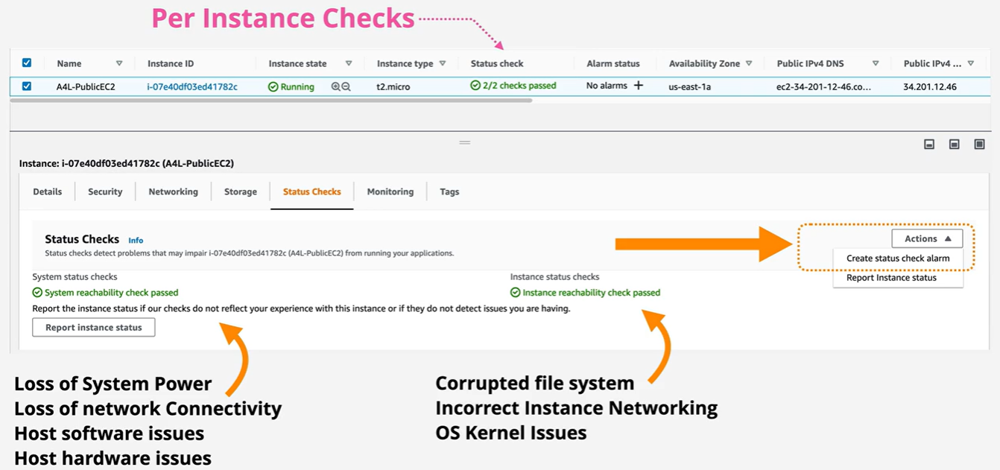 Per Instance Checks
Name Instance ID Instance state Instance type Status check Alarm status Availability Zone Public IPv4 DNS Public IPv4 ...
A4L-PublicEC2 i-07e40df03ed41782c Running t2.micro 2/2 checks passed No alarms + us-east-1a ec2-34-201-12-46.co... 34.201.12.46
Instance: i-07e40df03ed41782c (A4L-PublicEC2)
Details Security Networking Storage Status Checks Monitoring Tags
Status Checks Info
Actions
Status checks detect problems that may impair i-07e40df03ed41782c (A4L-PublicEC2) from running your applications.
Create status check alarm
Report Instance status
System status checks
Instance status checks
System reachability check passed
Instance reachability check passed
Report the instance status if our checks do not reflect your experience with this instance or if they do not detect issues you are having.
Report instance status
Loss of System Power
Loss of network Connectivity
Host software issues
Host hardware issues
Corrupted file system
Incorrect Instance Networking
OS Kernel Issues